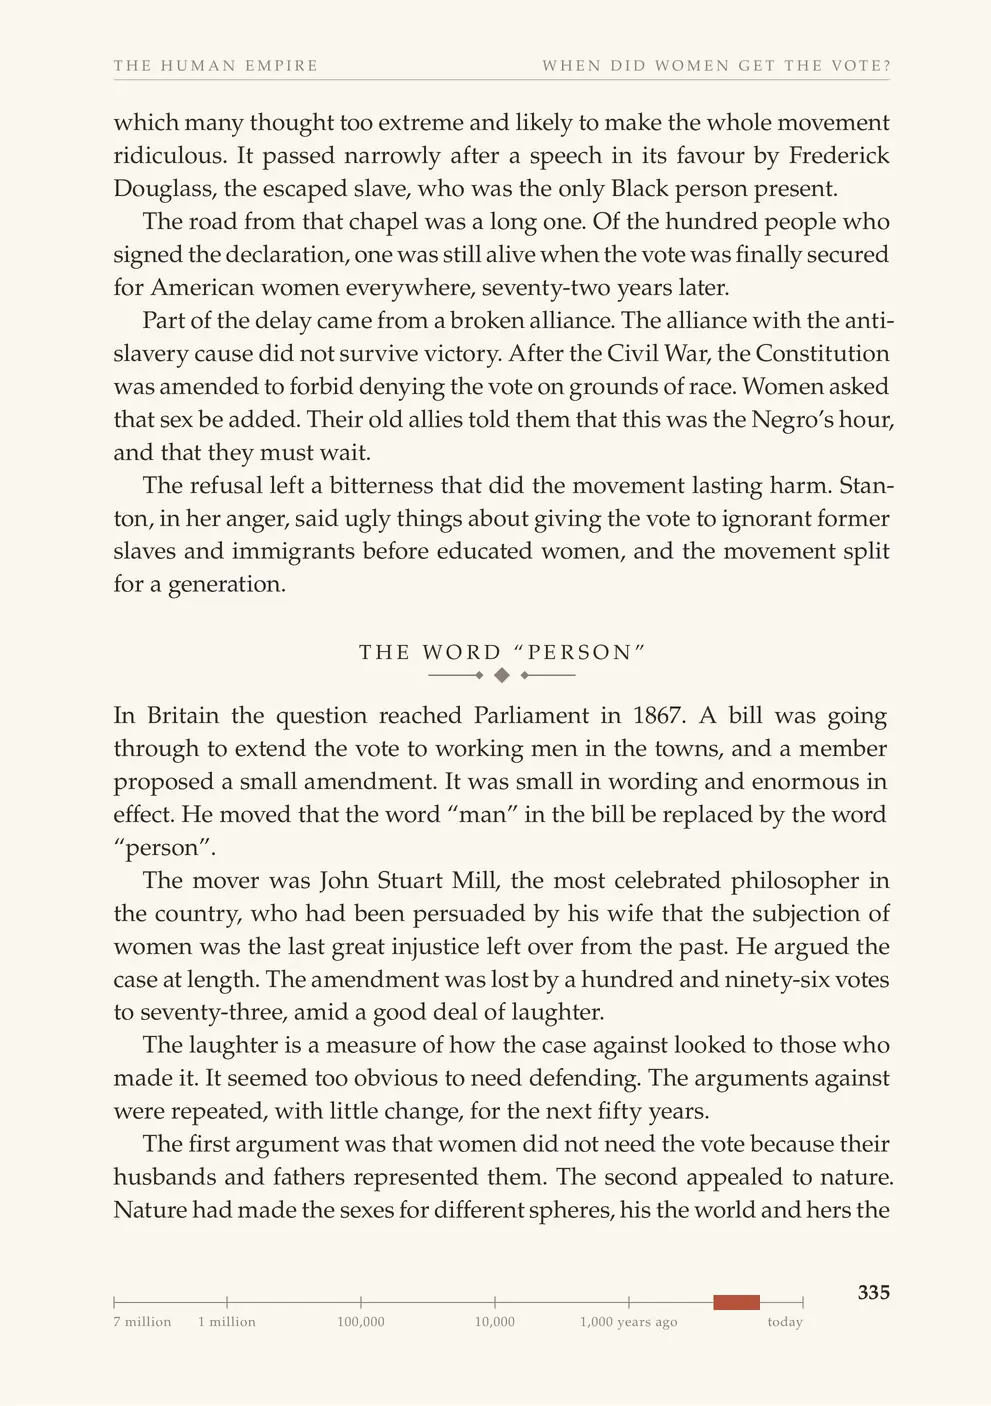 THE HUMAN EMPIRE
WHEN DID WOMEN GET THE VOTE?
which many thought too extreme and likely to make the whole movement
ridiculous. It passed narrowly after a speech in its favour by Frederick
Douglass, the escaped slave, who was the only Black person present.
The road from that chapel was a long one. Of the hundred people who
signed the declaration, one was still alive when the vote was finally secured
for American women everywhere, seventy-two years later.
Part of the delay came from a broken alliance. The alliance with the anti-
slavery cause did not survive victory. After the Civil War, the Constitution
was amended to forbid denying the vote on grounds of race. Women asked
that sex be added. Their old allies told them that this was the Negro’s hour,
and that they must wait.
The refusal left a bitterness that did the movement lasting harm. Stan-
ton, in her anger, said ugly things about giving the vote to ignorant former
slaves and immigrants before educated women, and the movement split
for a generation.
THE WORD “PERSON”
In Britain the question reached Parliament in 1867. A bill was going
through to extend the vote to working men in the towns, and a member
proposed a small amendment. It was small in wording and enormous in
effect. He moved that the word “man” in the bill be replaced by the word
“person”.
The mover was John Stuart Mill, the most celebrated philosopher in
the country, who had been persuaded by his wife that the subjection of
women was the last great injustice left over from the past. He argued the
case at length. The amendment was lost by a hundred and ninety-six votes
to seventy-three, amid a good deal of laughter.
The laughter is a measure of how the case against looked to those who
made it. It seemed too obvious to need defending. The arguments against
were repeated, with little change, for the next fifty years.
The first argument was that women did not need the vote because their
husbands and fathers represented them. The second appealed to nature.
Nature had made the sexes for different spheres, his the world and hers the
335
7 million
1 million
100,000
10,000
1,000 years ago
today